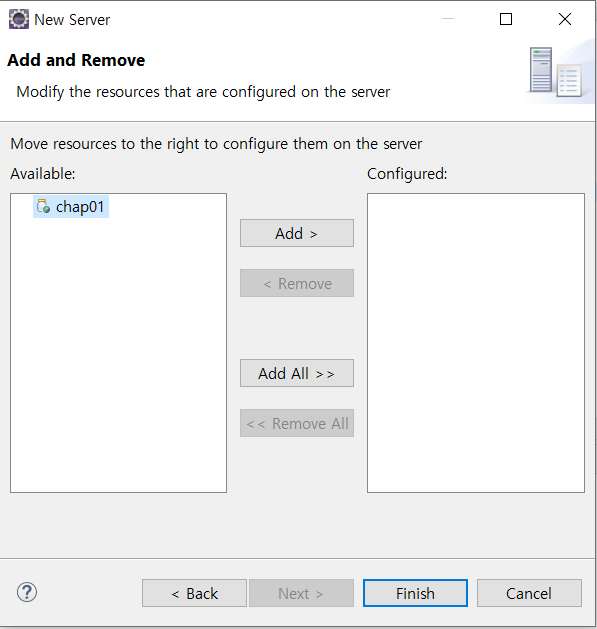 New Server
Add and Remove
Modify the resources that are configured on the server
Move resources to the right to configure them on the server
Available:
Configured:
chap01
Add >
< Remove
Add All >>
<< Remove All
?
< Back
Next >
Finish
Cancel